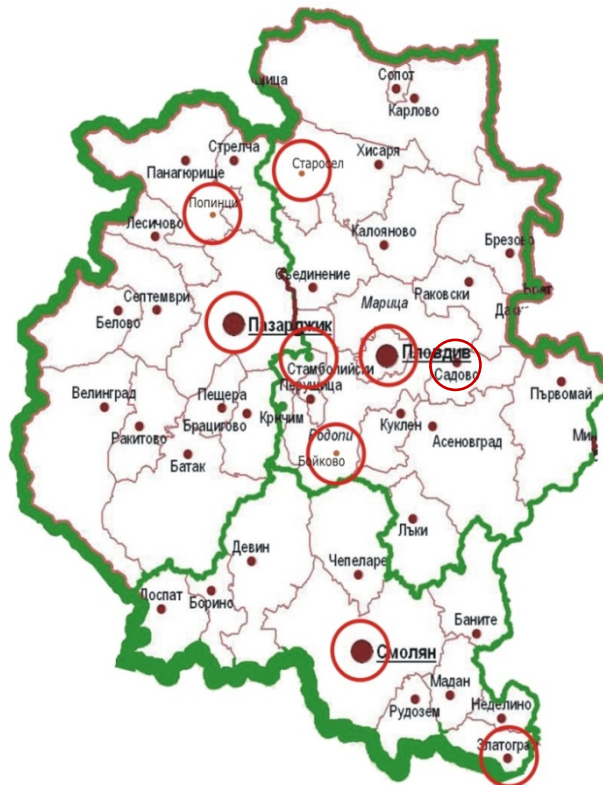 Сопот
Карлово
Стрелча
Панагюрище
Старосел
Хисаря
Попинци
Лесичово
Калояново
Брезово
Съединение
Септември
Белово
Марица
Раковски
Пазарджик
Пловдив
Стамболийски
Садово
Велинград
Пещера
Перущица
Първомай
Ракитово
Брацигово
Кричим
Куклен
Асеновград
Родопи
Батак
Бойково
Лъки
Девин
Чепеларе
Доспат
Борино
Баните
Смолян
Мадан
Рудозем
Неделино
Златоград